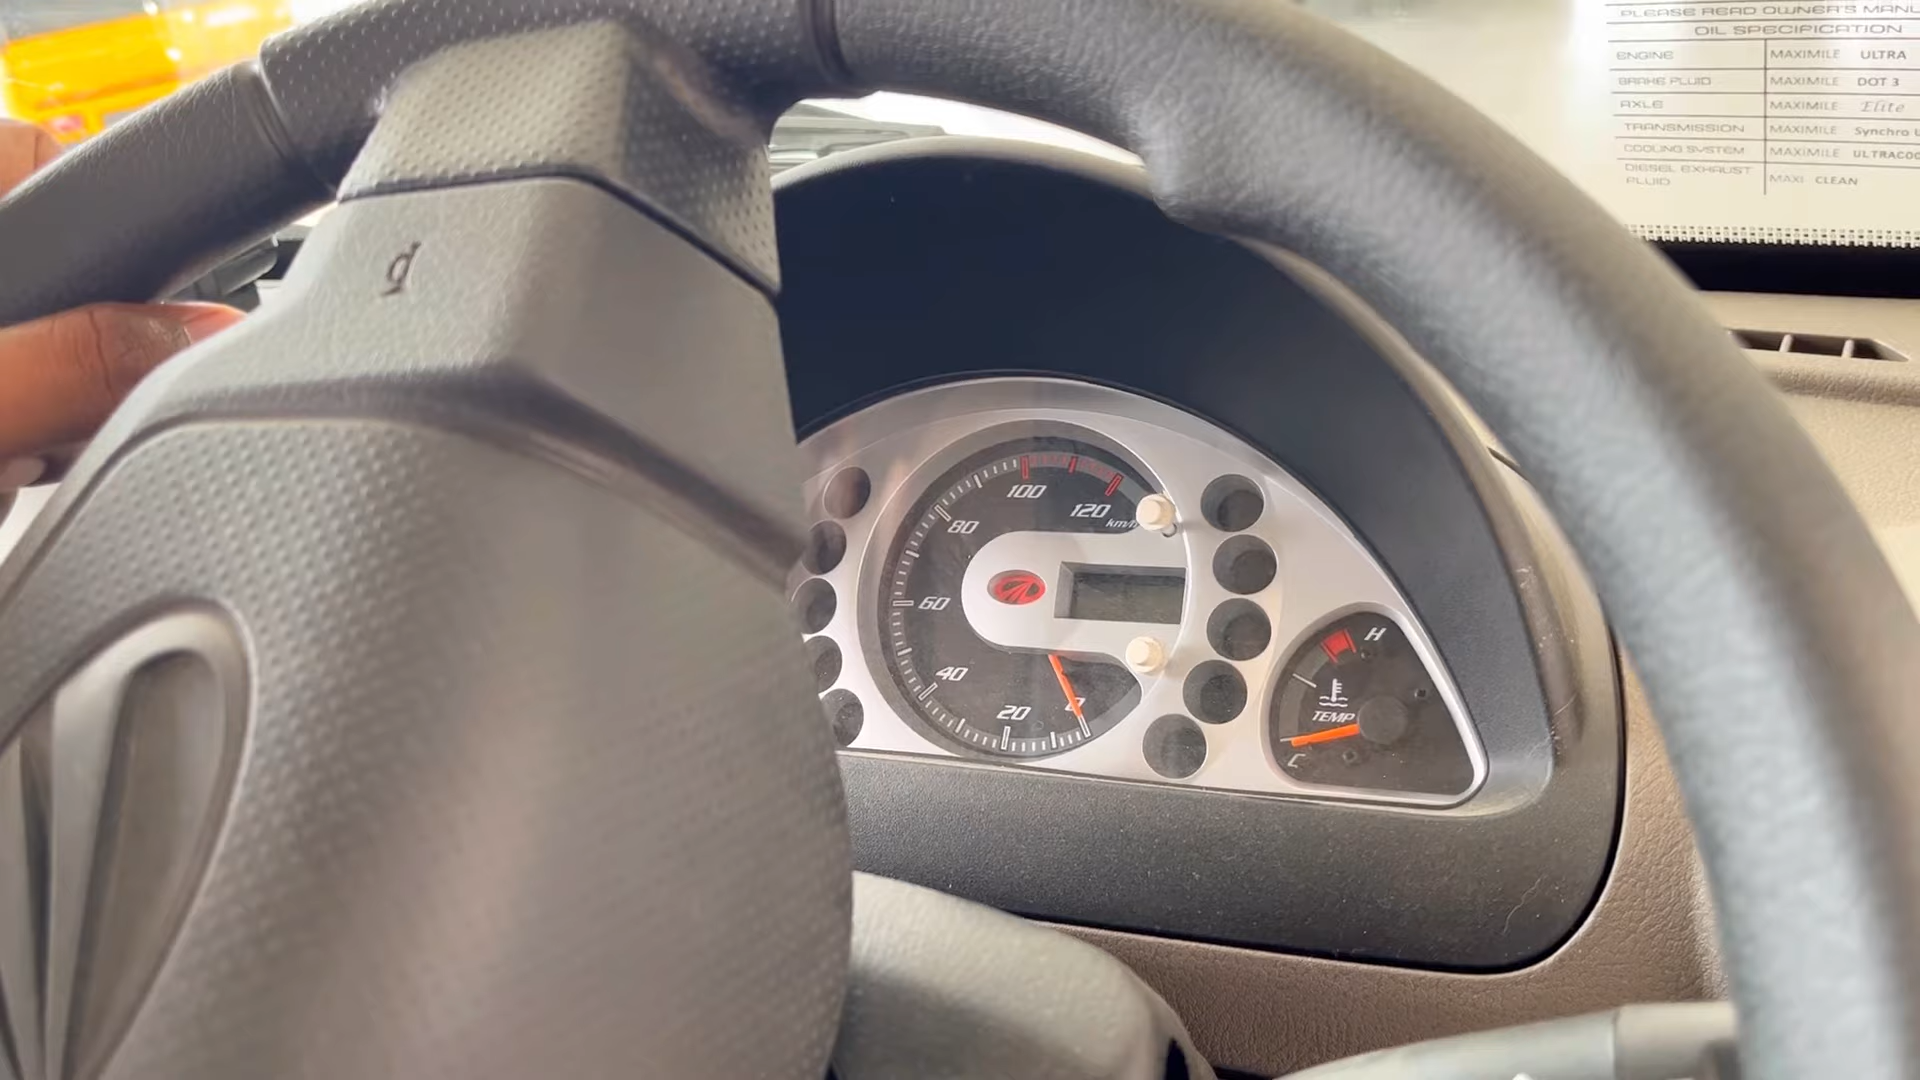 PLEASE READ OWNER'S
OIL SPECIFICATION
ENGINE MAXIMILE ULTRA
BRAKE FLUID MAXIMILE DOT 3
AXLE MAXIMILE Elite
TRANSMISSION MAXIMILE Synchro
COOLING SYSTEM MAXIMILE
DIESEL EXHAUST FLUID MAXI CLEAN
100
120
km/h
80
60
40
20
0
H
TEMP
C